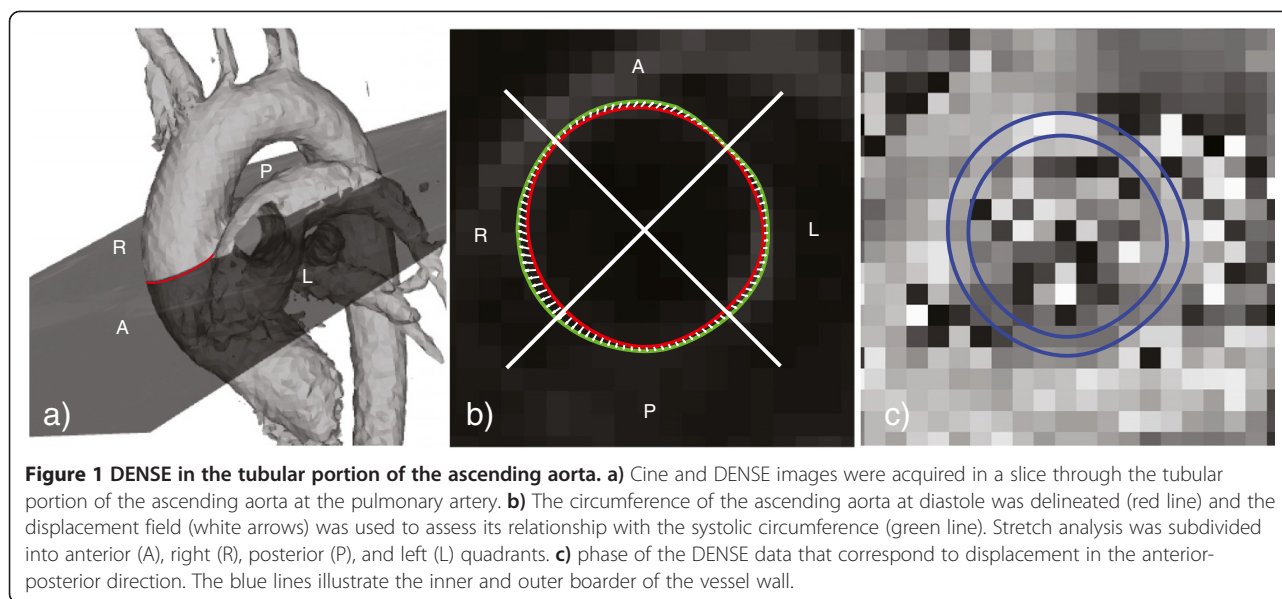 P
R
L
A
a)
A
R
L
P
b)
c)
Figure 1 DENSE in the tubular portion of the ascending aorta. a) Cine and DENSE images were acquired in a slice through the tubular
portion of the ascending aorta at the pulmonary artery. b) The circumference of the ascending aorta at diastole was delineated (red line) and the
displacement field (white arrows) was used to assess its relationship with the systolic circumference (green line). Stretch analysis was subdivided
into anterior (A), right (R), posterior (P), and left (L) quadrants. c) phase of the DENSE data that correspond to displacement in the anterior-
posterior direction. The blue lines illustrate the inner and outer boarder of the vessel wall.